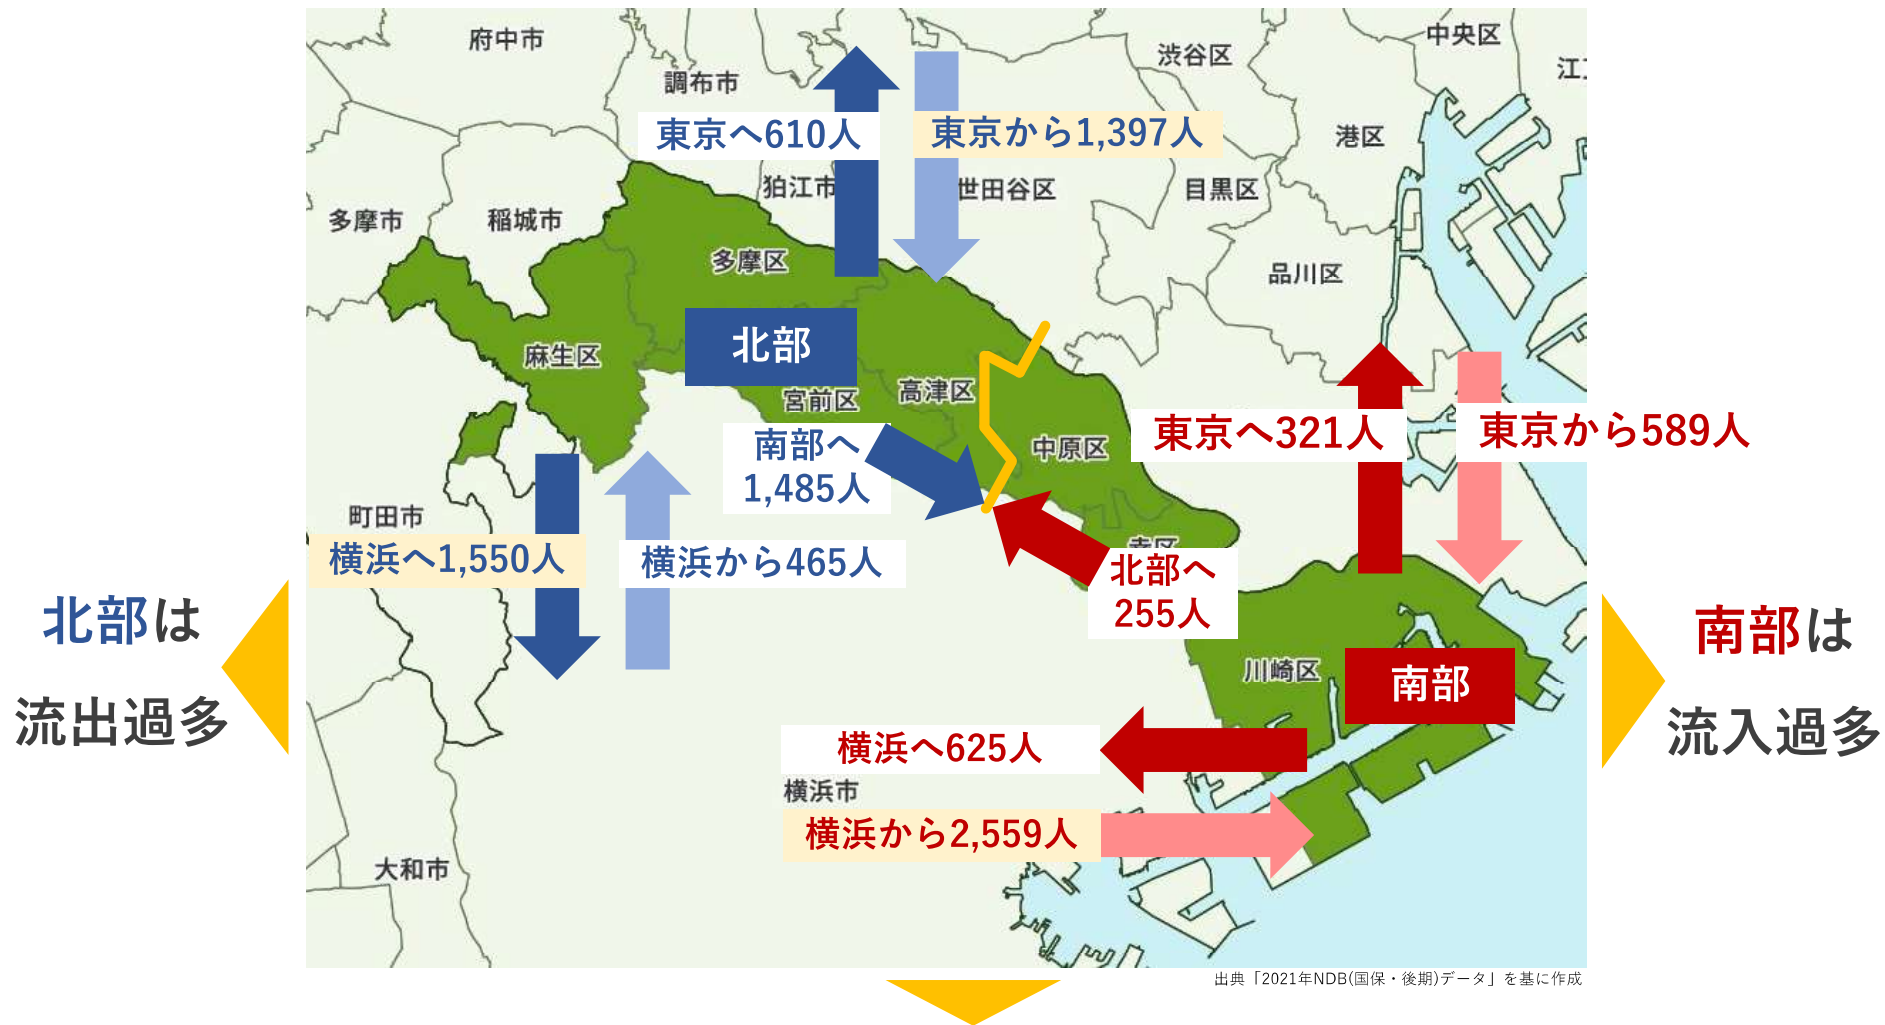 府中市
調布市
渋谷区
中央区
東京へ610人
東京から1,397人
港区
狛江市
世田谷区
目黒区
多摩市
稲城市
多摩区
品川区
北部
麻生区
宮前区
高津区
東京へ321人
東京から589人
南部へ
1,485人
中原区
町田市
幸区
横浜へ1,550人
横浜から465人
北部へ
255人
北部は
流出過多
南部は
流入過多
川崎区
南部
横浜へ625人
横浜市
横浜から2,559人
大和市
出典「2021年NDB(国保・後期)データ」を基に作成